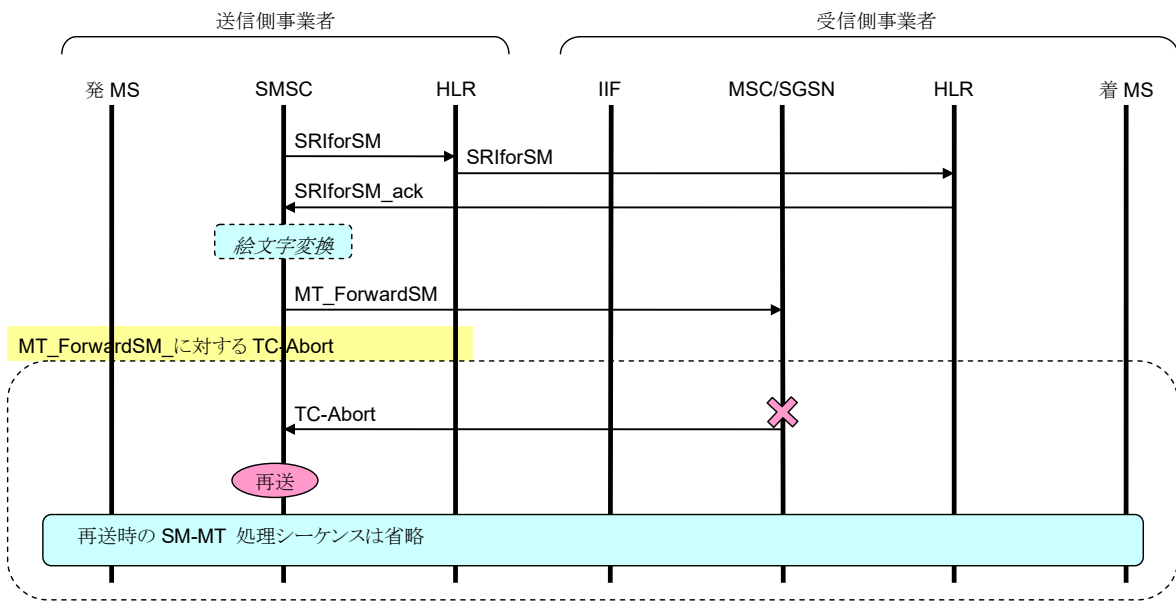 送信側事業者 受信側事業者
発 MS SMSC HLR IIF MSC/SGSN HLR 着 MS
SRIforSM
SRIforSM
SRIforSM_ack
絵文字変換
MT_ForwardSM
MT_ForwardSM_に対する TC-Abort
TC-Abort
再送
再送時の SM-MT 処理シーケンスは省略